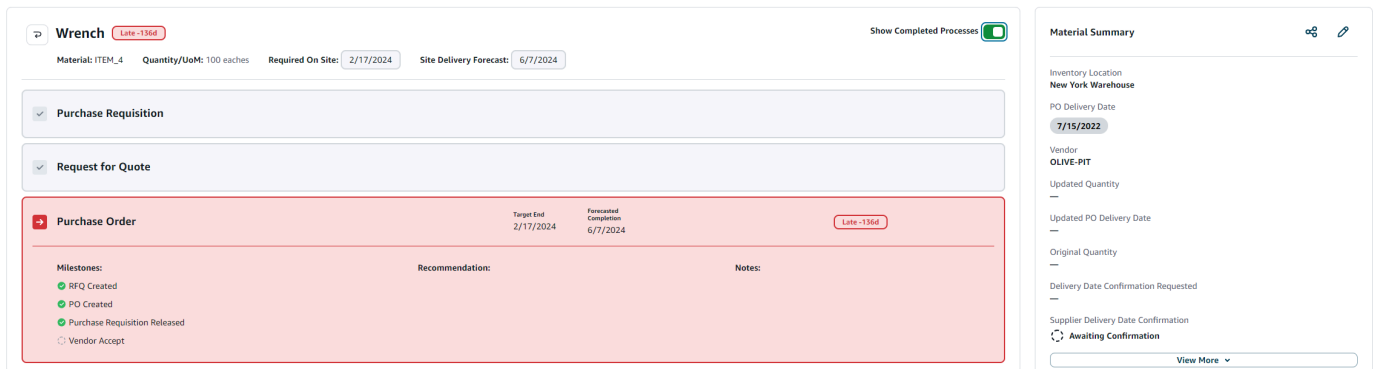 Wrench Late -136d
Show Completed Processes
Material: ITEM_4 Quantity/UoM: 100 eaches Required On Site: 2/17/2024 Site Delivery Forecast: 6/7/2024
Purchase Requisition
Request for Quote
Purchase Order
Target End
2/17/2024
Forecasted
Completion
6/7/2024
Late -136d
Milestones:
RFQ Created
PO Created
Purchase Requisition Released
Vendor Accept
Recommendation:
Notes:
Material Summary
Inventory Location
New York Warehouse
PO Delivery Date
7/15/2022
Vendor
OLIVE-PIT
Updated Quantity
—
Updated PO Delivery Date
—
Original Quantity
—
Delivery Date Confirmation Requested
—
Supplier Delivery Date Confirmation
Awaiting Confirmation
View More